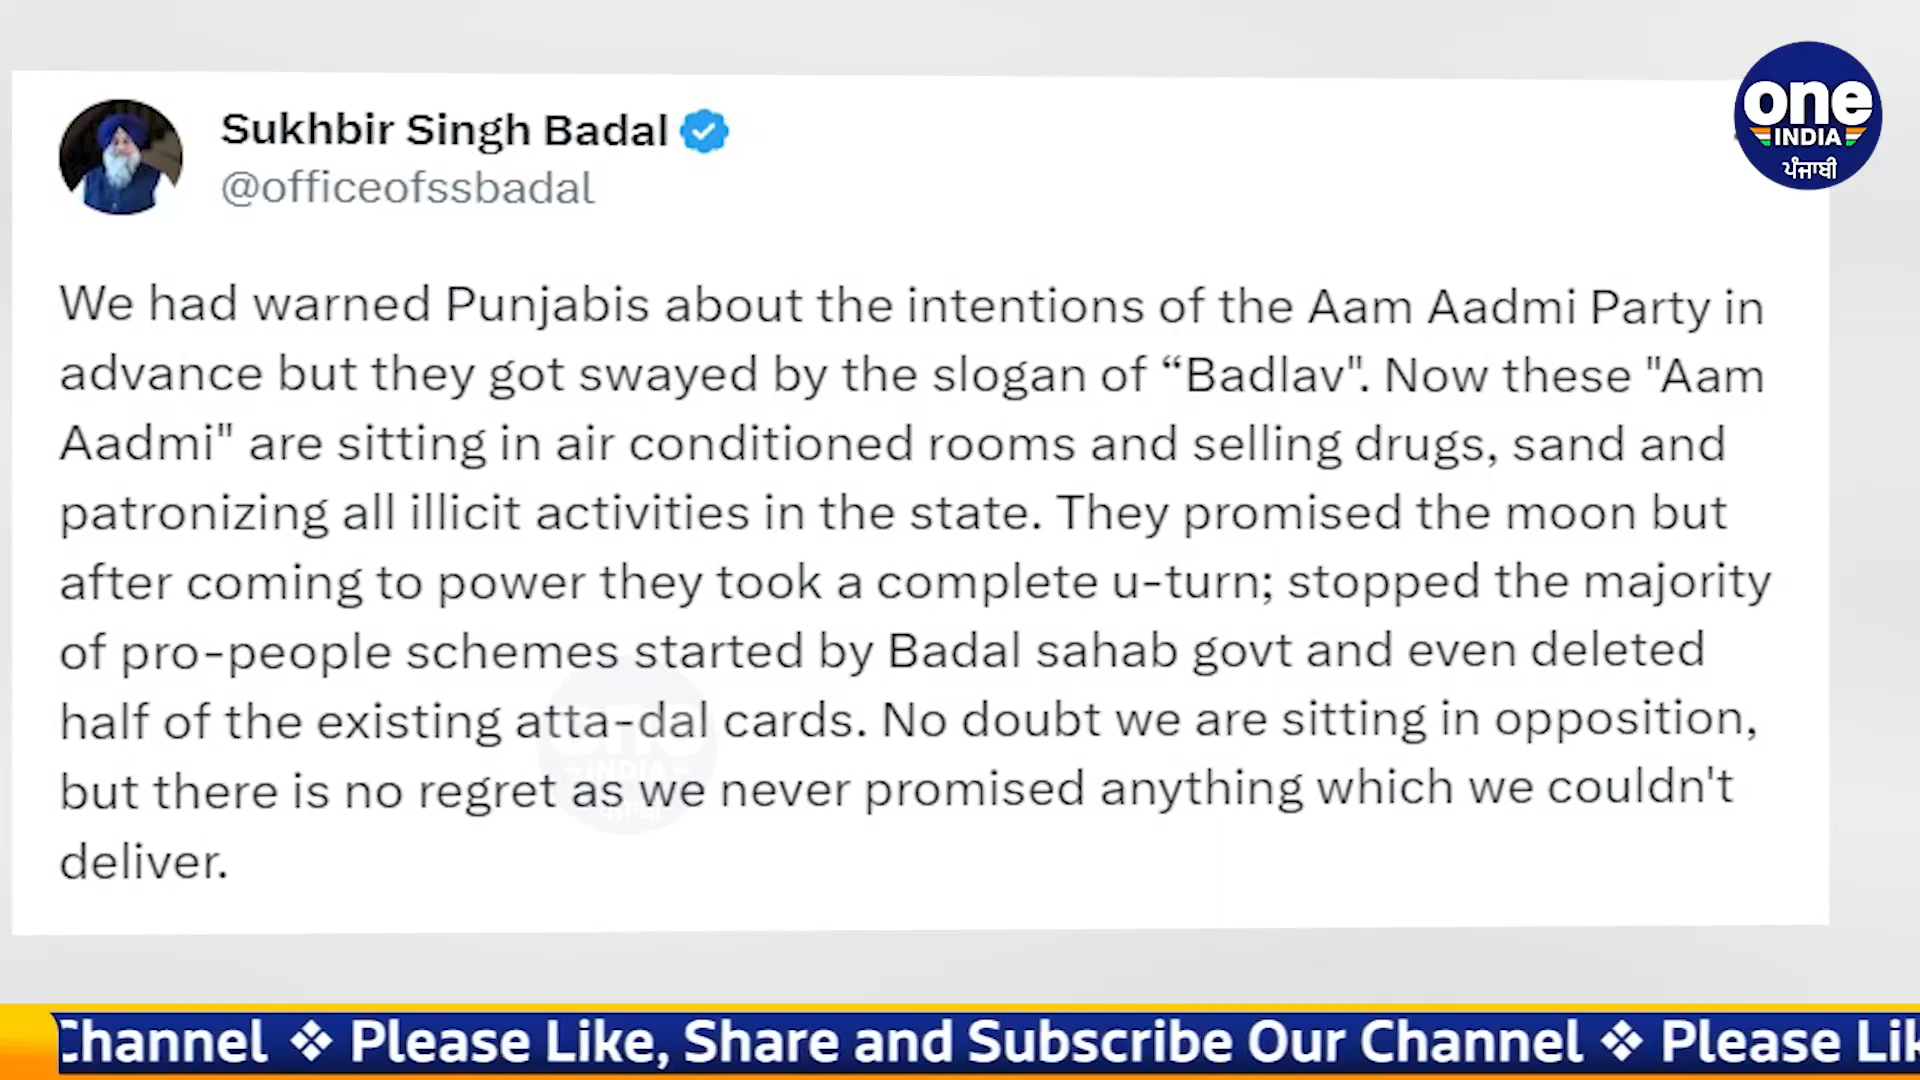 Sukhbir Singh Badal
@officeofssbadal
one
INDIA
ਪੰਜਾਬੀ
We had warned Punjabis about the intentions of the Aam Aadmi Party in
advance but they got swayed by the slogan of “Badlav". Now these "Aam
Aadmi" are sitting in air conditioned rooms and selling drugs, sand and
patronizing all illicit activities in the state. They promised the moon but
after coming to power they took a complete u-turn; stopped the majority
of pro-people schemes started by Badal sahab govt and even deleted
half of the existing atta-dal cards. No doubt we are sitting in opposition,
but there is no regret as we never promised anything which we couldn't
deliver.
Channel ❖ Please Like, Share and Subscribe Our Channel ❖ Please Lik